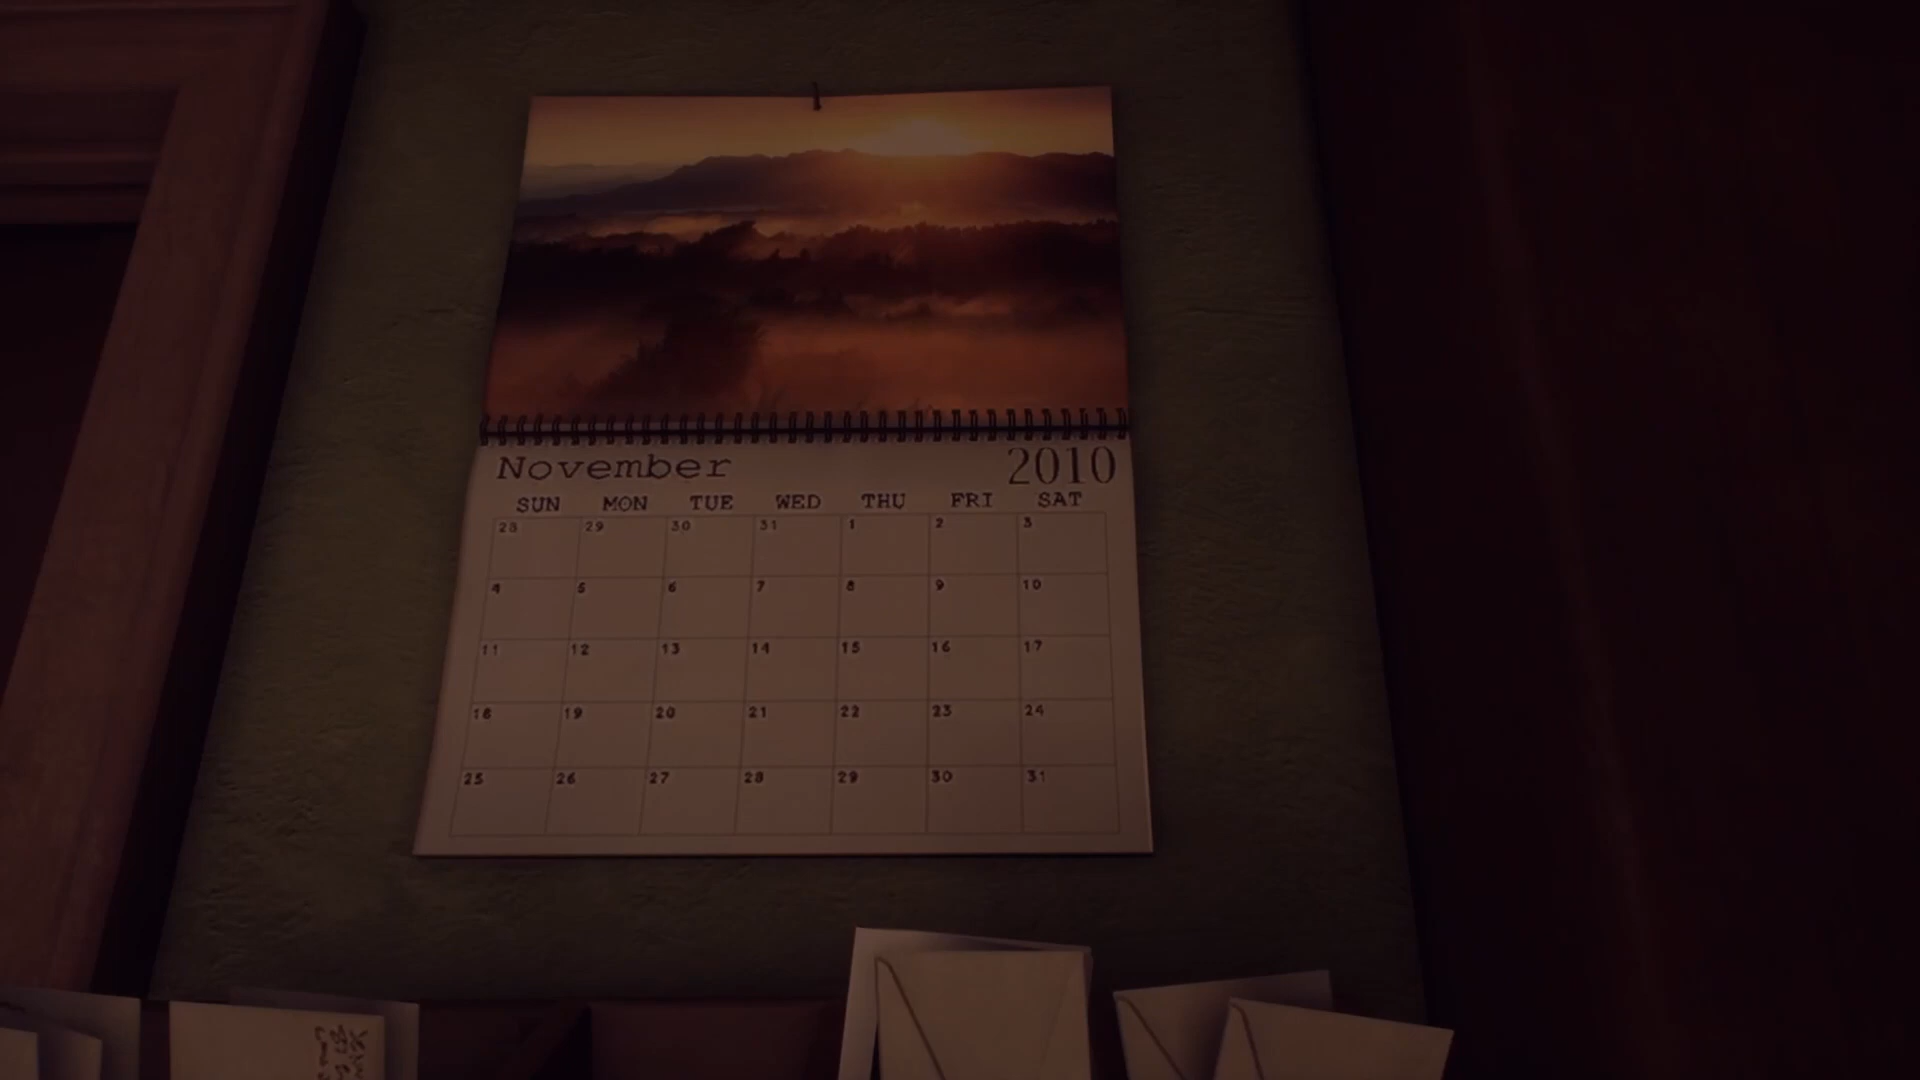 November 2010
SUN MON TUE WED THU FRI SAT
28 29 30 31 1 2 3
4 5 6 7 8 9 10
11 12 13 14 15 16 17
18 19 20 21 22 23 24
25 26 27 28 29 30 31